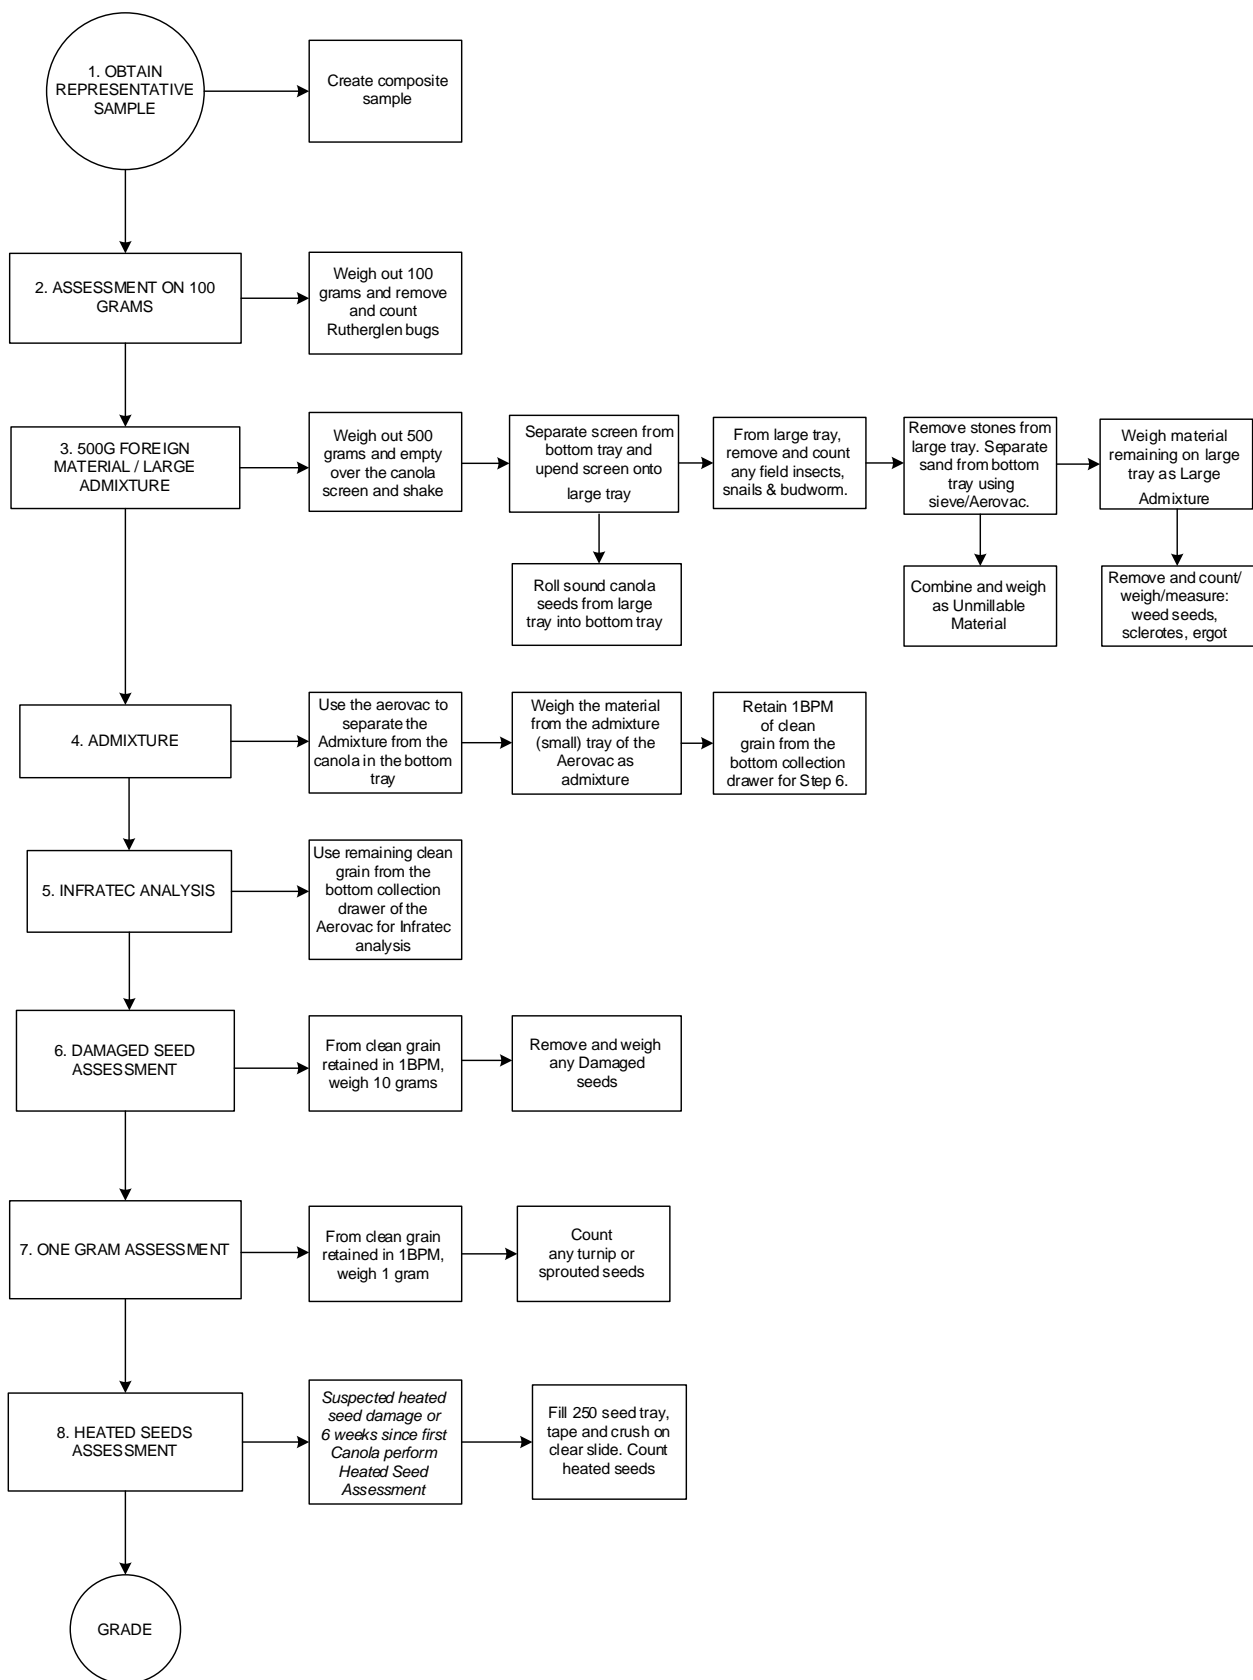 1. OBTAIN
REPRESENTATIVE
SAMPLE
Create composite
sample
2. ASSESSMENT ON 100
GRAMS
Weigh out 100
grams and remove
and count
Rutherglen bugs
3. 500G FOREIGN
MATERIAL / LARGE
ADMIXTURE
Weigh out 500
grams and empty
over the canola
screen and shake
Separate screen from
bottom tray and
upend screen onto
large tray
From large tray,
remove and count
any field insects,
snails & budworm.
Remove stones from
large tray. Separate
sand from bottom
tray using
sieve/Aerovac.
Weigh material
remaining on large
tray as Large
Admixture
Roll sound canola
seeds from large
tray into bottom tray
Combine and weigh
as Unmillable
Material
Remove and count/
weigh/measure:
weed seeds,
sclerotes, ergot
4. ADMIXTURE
Use the aerovac to
separate the
Admixture from the
canola in the bottom
tray
Weigh the material
from the admixture
(small) tray of the
Aerovac as
admixture
Retain 1BPM
of clean
grain from the
bottom collection
drawer for Step 6.
5. INFRATEC ANALYSIS
Use remaining clean
grain from the
bottom collection
drawer of the
Aerovac for Infratec
analysis
6. DAMAGED SEED
ASSESSMENT
From clean grain
retained in 1BPM,
weigh 10 grams
Remove and weigh
any Damaged
seeds
7. ONE GRAM ASSESSMENT
From clean grain
retained in 1BPM,
weigh 1 gram
Count
any turnip or
sprouted seeds
8. HEATED SEEDS
ASSESSMENT
Suspected heated
seed damage or
6 weeks since first
Canola perform
Heated Seed
Assessment
Fill 250 seed tray,
tape and crush on
clear slide. Count
heated seeds
GRADE